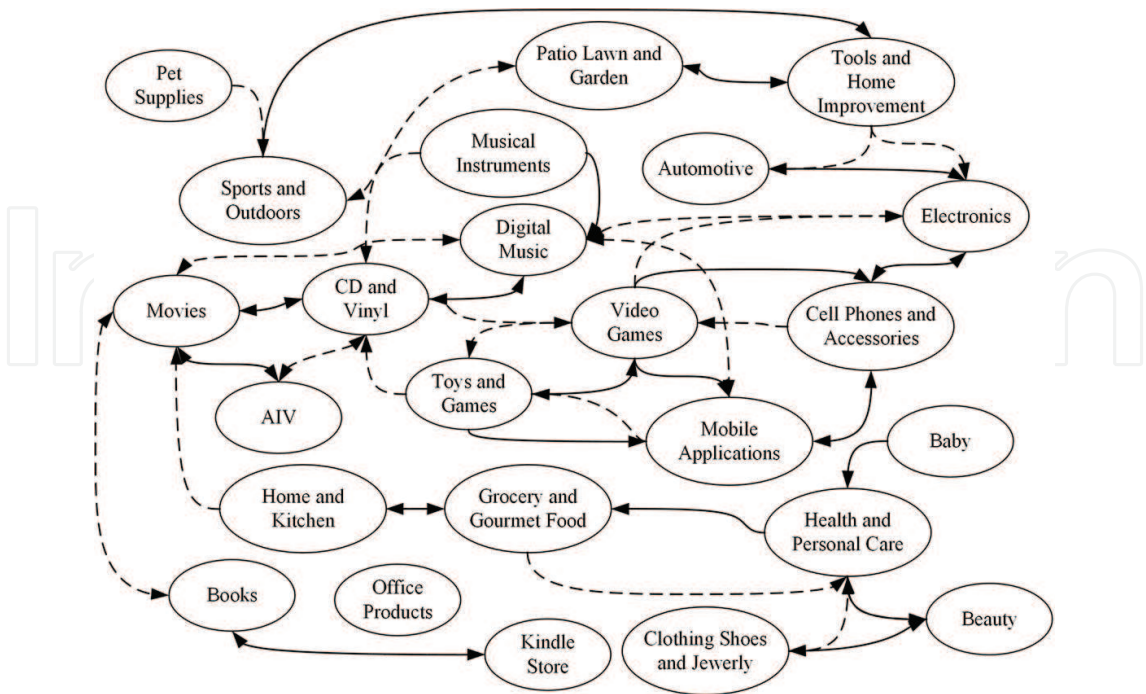 Pet
Supplies
Patio Lawn and
Garden
Tools and
Home
Improvement
Musical
Instruments
Automotive
Sports and
Outdoors
Electronics
Digital
Music
Movies
CD and
Vinyl
Video
Games
Cell Phones and
Accessories
Toys and
Games
AIV
Mobile
Applications
Baby
Home and
Kitchen
Grocery and
Gourmet Food
Health and
Personal Care
Books
Office
Products
Kindle
Store
Clothing Shoes
and Jewerly
Beauty